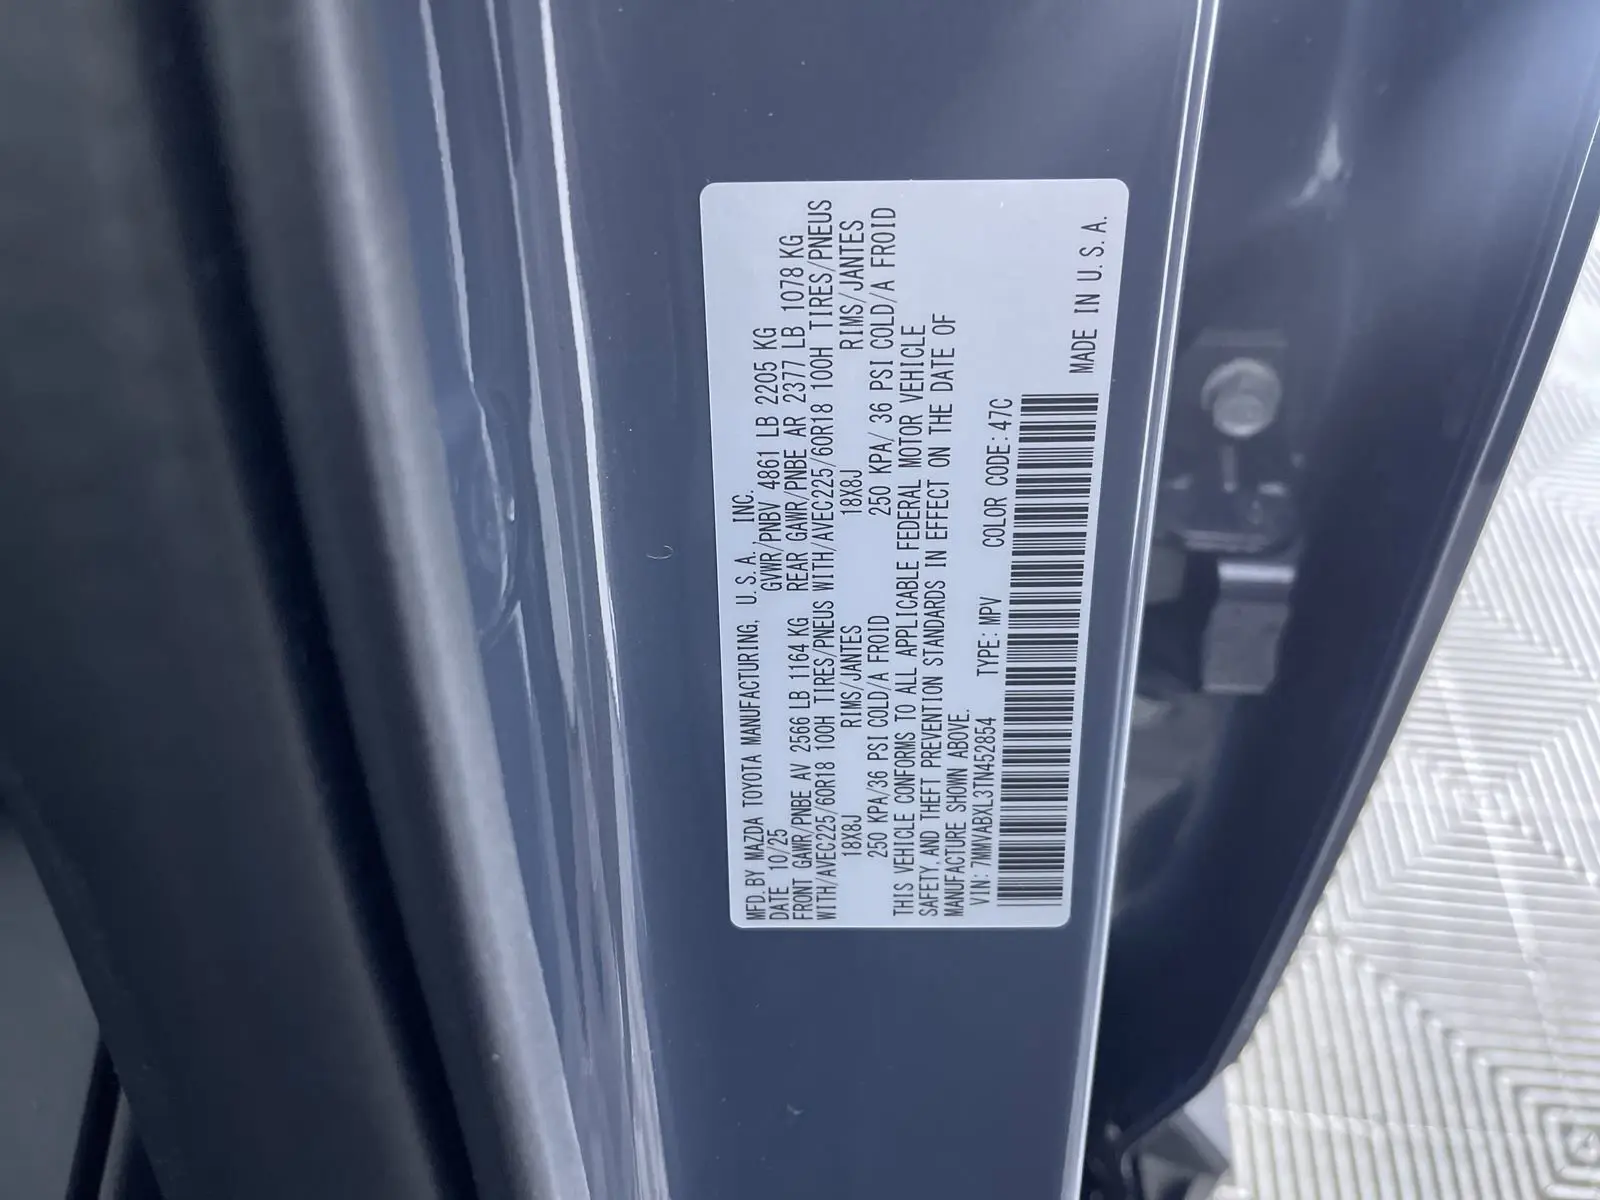 MFD. BY MAZDA TOYOTA MANUFACTURING, U.S.A., INC.
DATE 10/25 GVWR/PNBV 4861 LB 2205 KG
FRONT GAWR/PNBE AV 2566 LB 1164 KG REAR GAWR/PNBE AR 2377 LB 1078 KG
WITH/AVEC225/60R18 100H TIRES/PNEUS WITH/AVEC225/60R18 100H TIRES/PNEUS
18X8J RIMS/JANTES 18X8J RIMS/JANTES
250 KPA/36 PSI COLD/A FROID 250 KPA/ 36 PSI COLD/A FROID
THIS VEHICLE CONFORMS TO ALL APPLICABLE FEDERAL MOTOR VEHICLE
SAFETY, AND THEFT PREVENTION STANDARDS IN EFFECT ON THE DATE OF
MANUFACTURE SHOWN ABOVE.
VIN: 7MMVABXL3TN452854 TYPE: MPV COLOR CODE: 47C
MADE IN U.S.A.